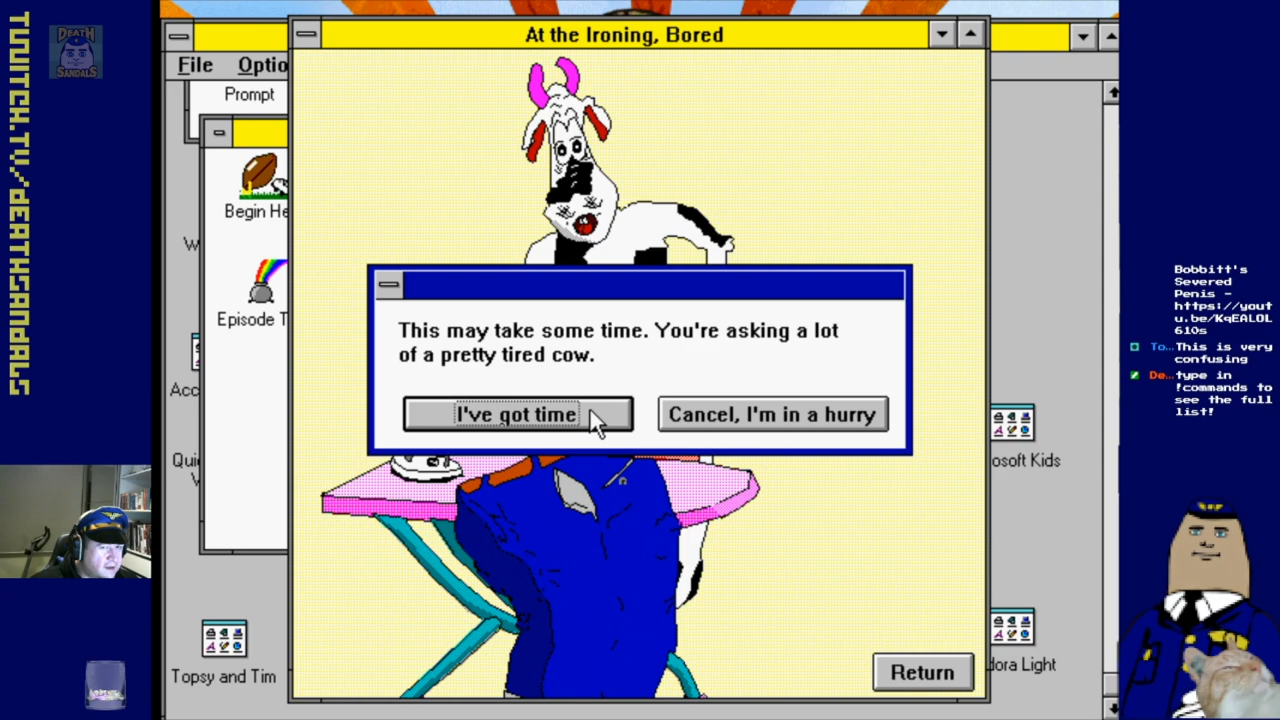 TWITCH.TV/DEATHSANDALS
DEATH
SANDALS
At the Ironing, Bored
File Optio
Prompt
Begin He
Episode T
W
Acc
Qui
V
Topsy and Tim
This may take some time. You're asking a lot
of a pretty tired cow.
I've got time
Cancel, I'm in a hurry
Return
osoft Kids
dora Light
Bobbitt's
Severed
Penis -
https://yout
u.be/KqEALOL
610s
To...This is very
confusing
De...type in
!commands to
see the full
list!